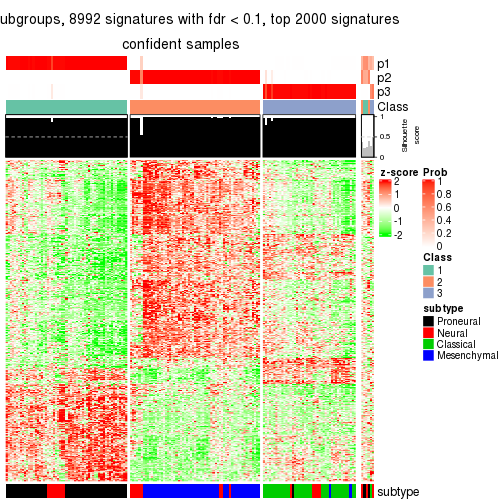 ubgroups, 8992 signatures with fdr < 0.1, top 2000 signatures
confident samples
p1
p2
p3
Class
1
0.5
0
Silhouette
score
z-score
2
1
0
-1
-2
Prob
1
0.8
0.6
0.4
0.2
0
Class
1
2
3
subtype
Proneural
Neural
Classical
Mesenchymal
subtype